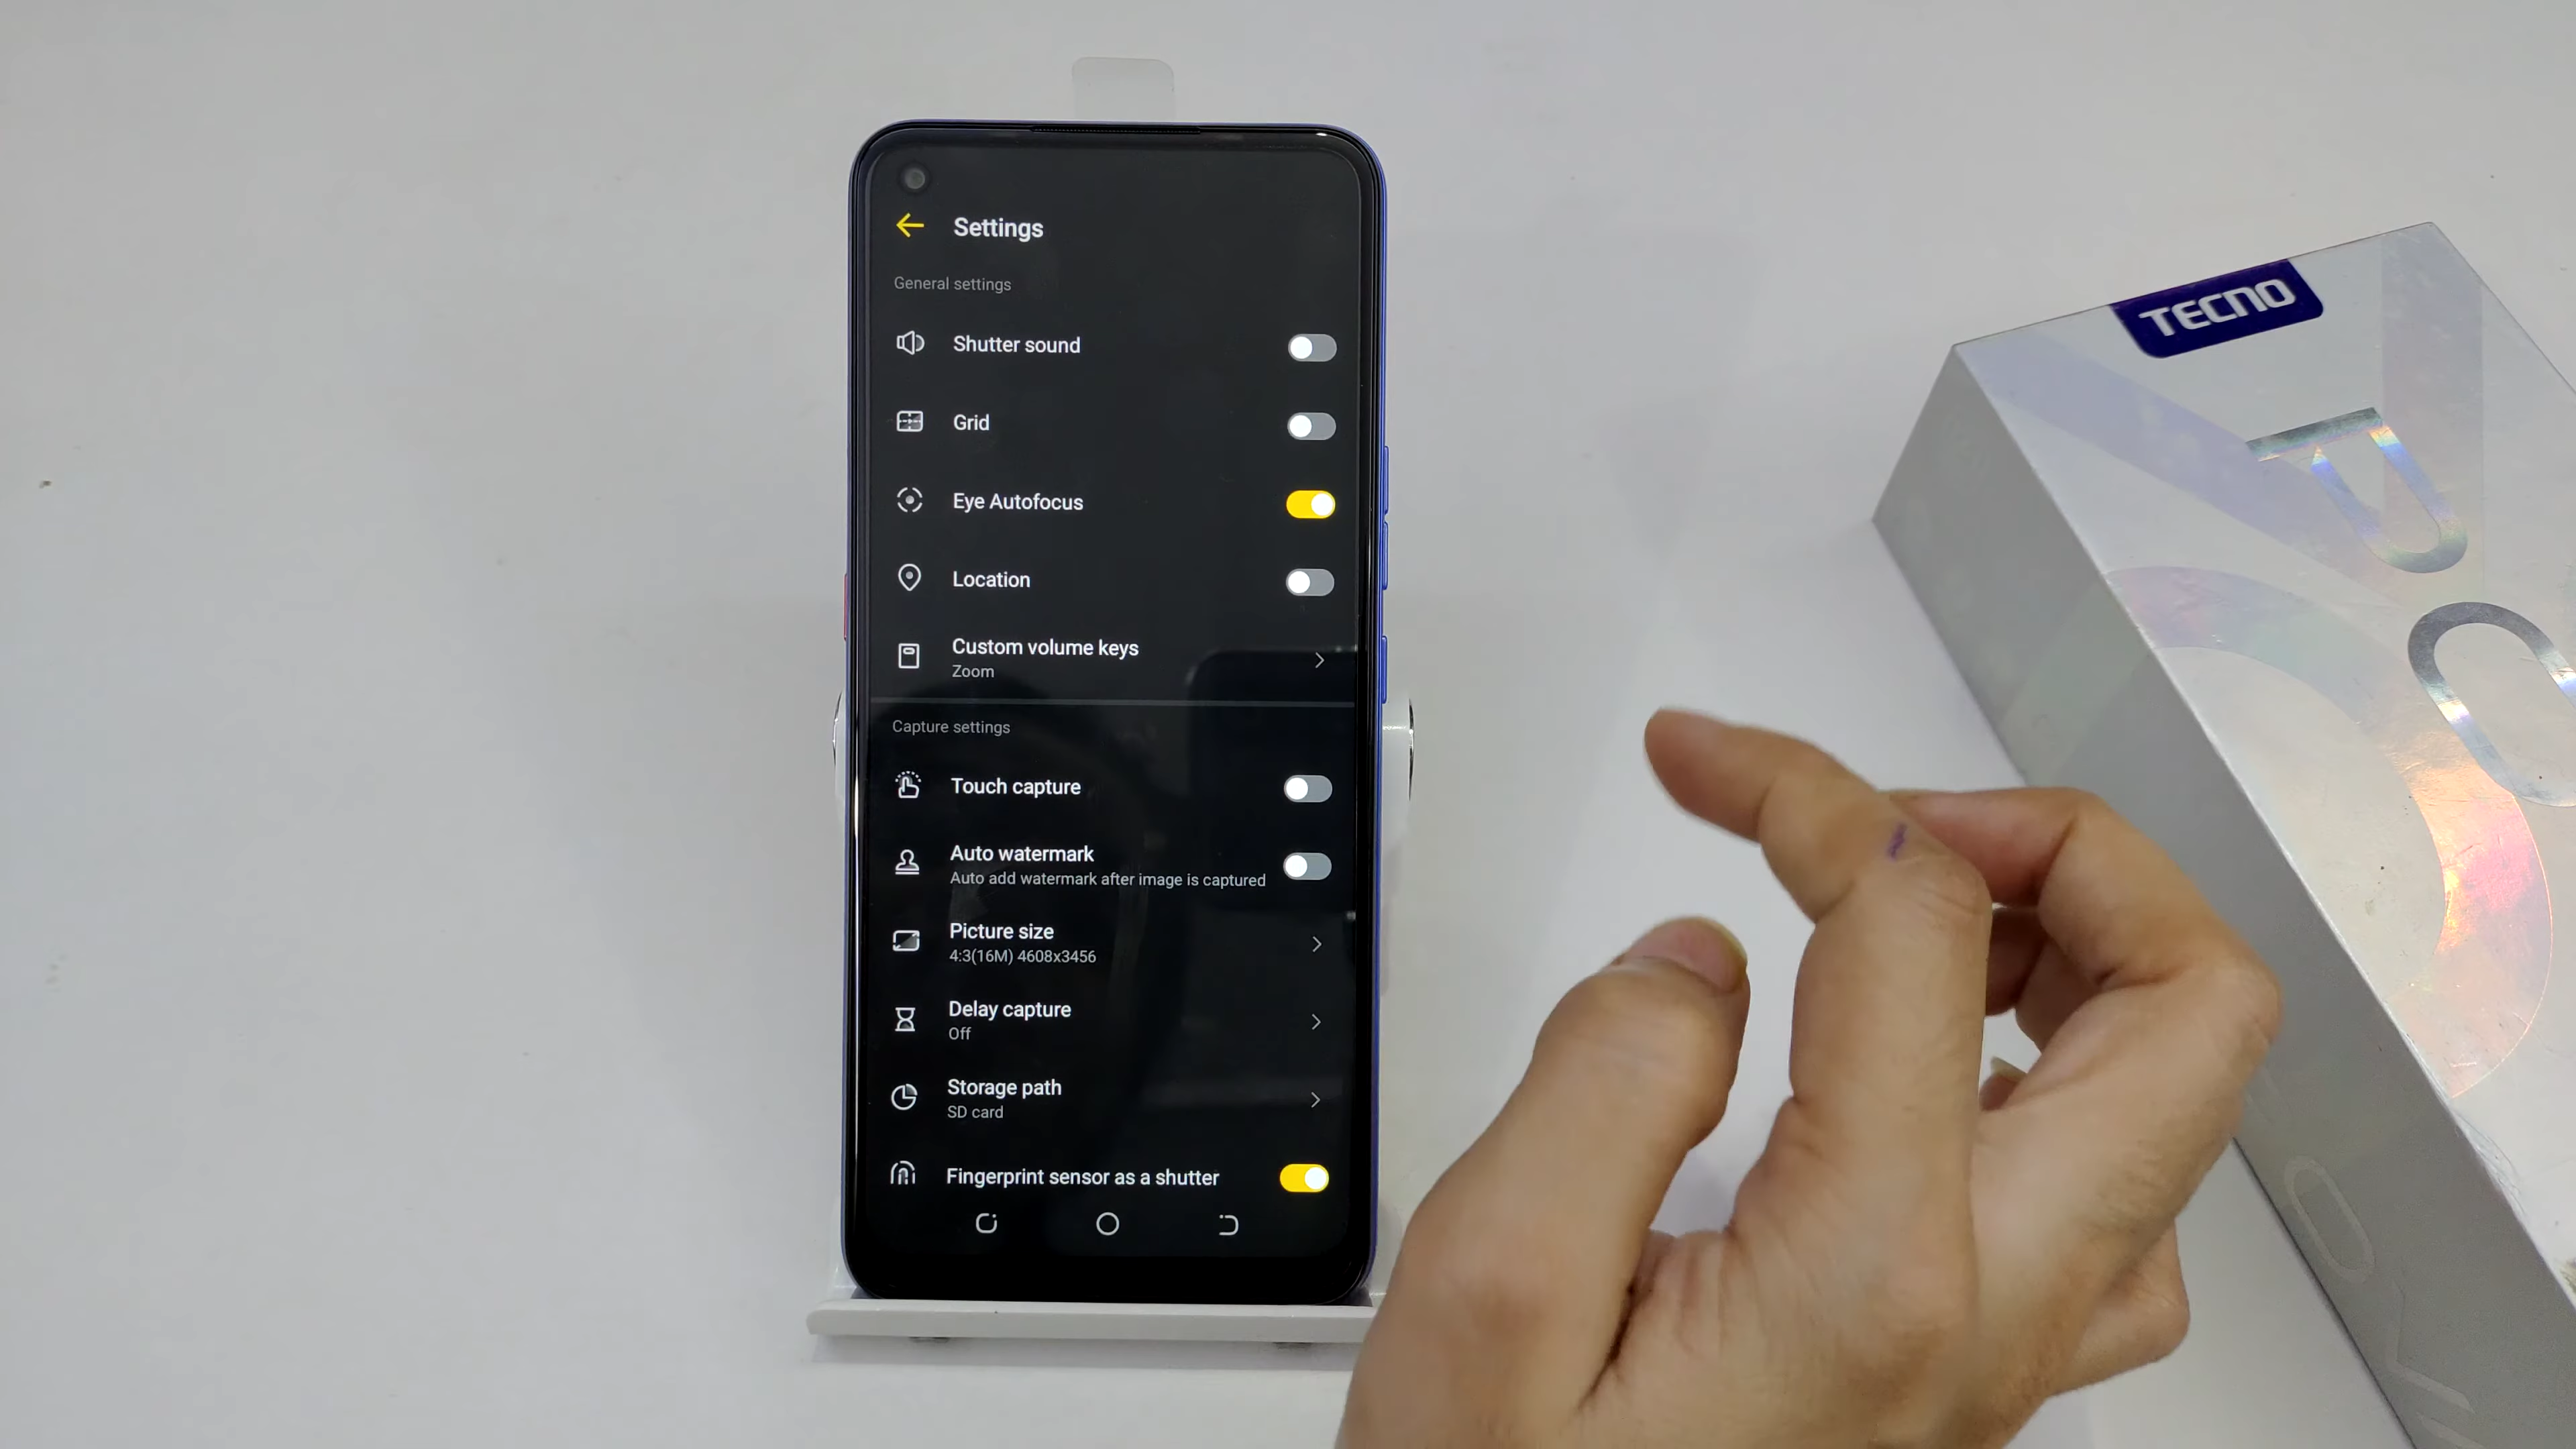 Settings
General settings
Shutter sound
Grid
Eye Autofocus
Location
Custom volume keys
Zoom
Capture settings
Touch capture
Auto watermark
Auto add watermark after image is captured
Picture size
4:3(16M) 4608x3456
Delay capture
Off
Storage path
SD card
Fingerprint sensor as a shutter
TECNO